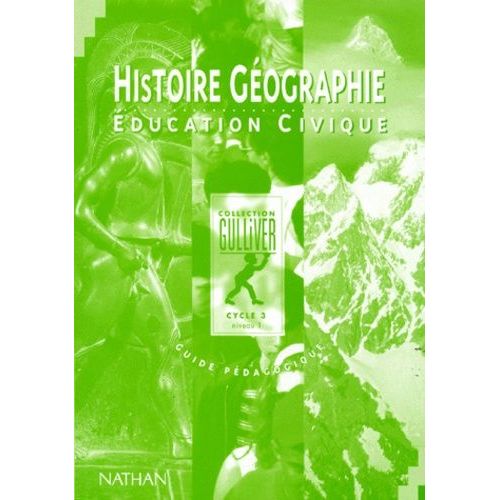 HiSTOIRE GÉOGRAPHIE
EDUCATION CIVIQUE
COLLECTION
GULLiVER
CYCLE 3
niveau 1
GUIDE PÉDAGOGIQUE
NATHAN